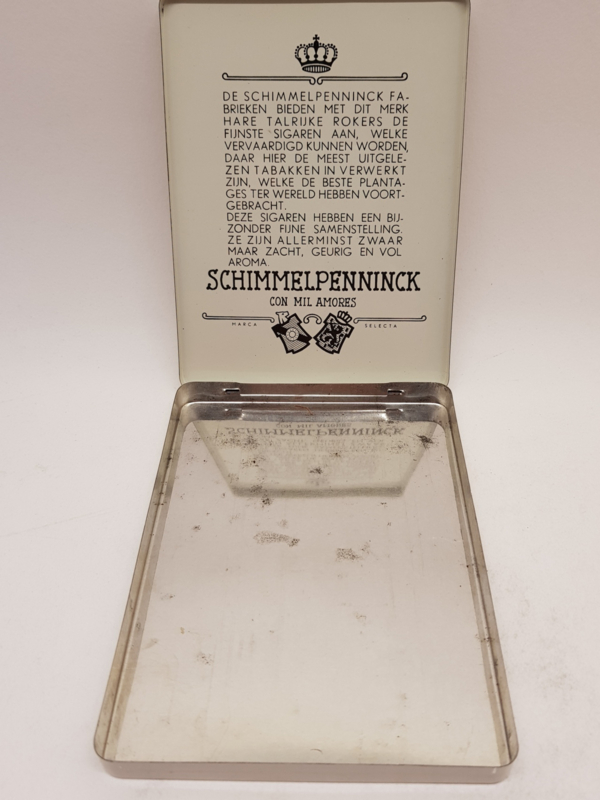 DE SCHIMMELPENNINCK FA-
BRIEKEN BIEDEN MET DIT MERK
HARE TALRIJKE ROKERS DE
FIJNSTE SIGAREN AAN, WELKE
VERVAARDIGD KUNNEN WORDEN,
DAAR HIER DE MEEST UITGELE-
ZEN TABAKKEN IN VERWERKT
ZIJN, WELKE DE BESTE PLANTA-
GES TER WERELD HEBBEN VOORT-
GEBRACHT.
DEZE SIGAREN HEBBEN EEN BIJ-
ZONDER FIJNE SAMENSTELLING.
ZE ZIJN ALLERMINST ZWAAR
MAAR ZACHT, GEURIG EN VOL
AROMA.
SCHIMMELPENNINCK
CON MIL AMORES
MARCA SELECTA